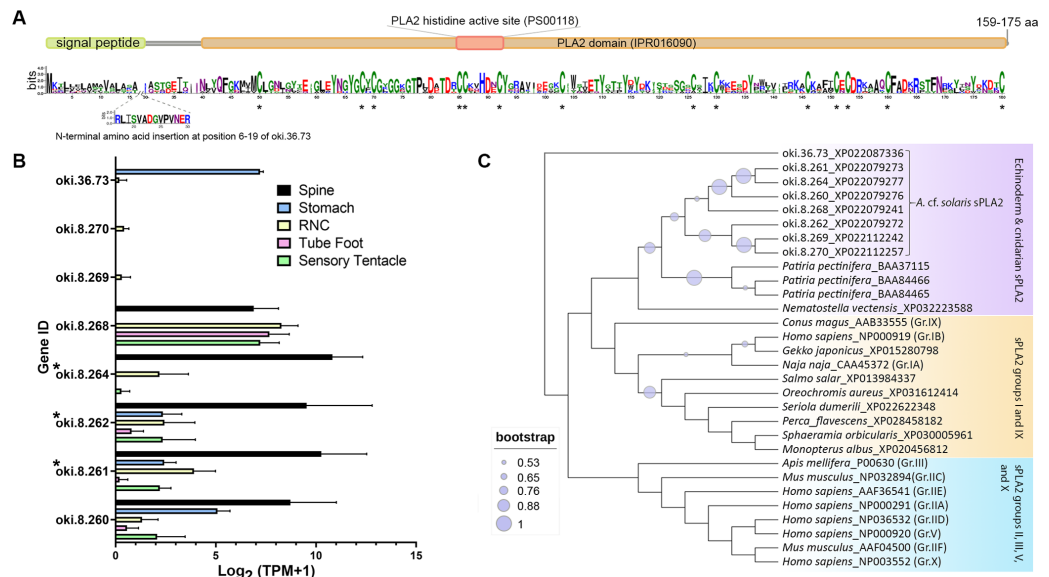 A
PLA2 histidine active site (PS00118)
159-175 aa
signal peptide
PLA2 domain (IPR016090)
bits
RLISVADGVPVNER
N-terminal amino acid insertion at position 6-19 of oki.36.73
B
Gene ID
oki.36.73
oki.8.270
oki.8.269
oki.8.268
* oki.8.264
* oki.8.262
* oki.8.261
oki.8.260
Spine
Stomach
RNC
Tube Foot
Sensory Tentacle
0 5 10 15
Log2 (TPM+1)
C
oki.36.73_XP022087336
oki.8.261_XP022079273
oki.8.264_XP022079277
oki.8.260_XP022079276
oki.8.268_XP022079241
oki.8.262_XP022079272
oki.8.269_XP022112242
oki.8.270_XP022112257
A. cf. solaris sPLA2
Patiria pectinifera_BAA37115
Patiria pectinifera_BAA84466
Patiria pectinifera_BAA84465
Nematostella vectensis_XP032223588
Echinoderm & cnidarian sPLA2
Conus magus_AAB33555 (Gr.IX)
Homo sapiens_NP000919 (Gr.IB)
Gekko japonicus_XP015280798
Naja naja_CAA45372 (Gr.IA)
Salmo salar_XP013984337
Oreochromis aureus_XP031612414
Seriola dumerili_XP022622348
Perca_flavescens_XP028458182
Sphaeramia orbicularis_XP030005961
Monopterus albus_XP020456812
sPLA2 groups I and IX
Apis mellifera_P00630 (Gr.III)
Mus musculus_NP032894(Gr.IIC)
Homo sapiens_AAF36541 (Gr.IIE)
Homo sapiens_NP000291 (Gr.IIA)
Homo sapiens_NP036532 (Gr.IID)
Homo sapiens_NP000920 (Gr.V)
Mus musculus_AAF04500 (Gr.IIF)
Homo sapiens_NP003552 (Gr.X)
sPLA2 groups II, III, V,
and X
bootstrap
0.53
0.65
0.76
0.88
1